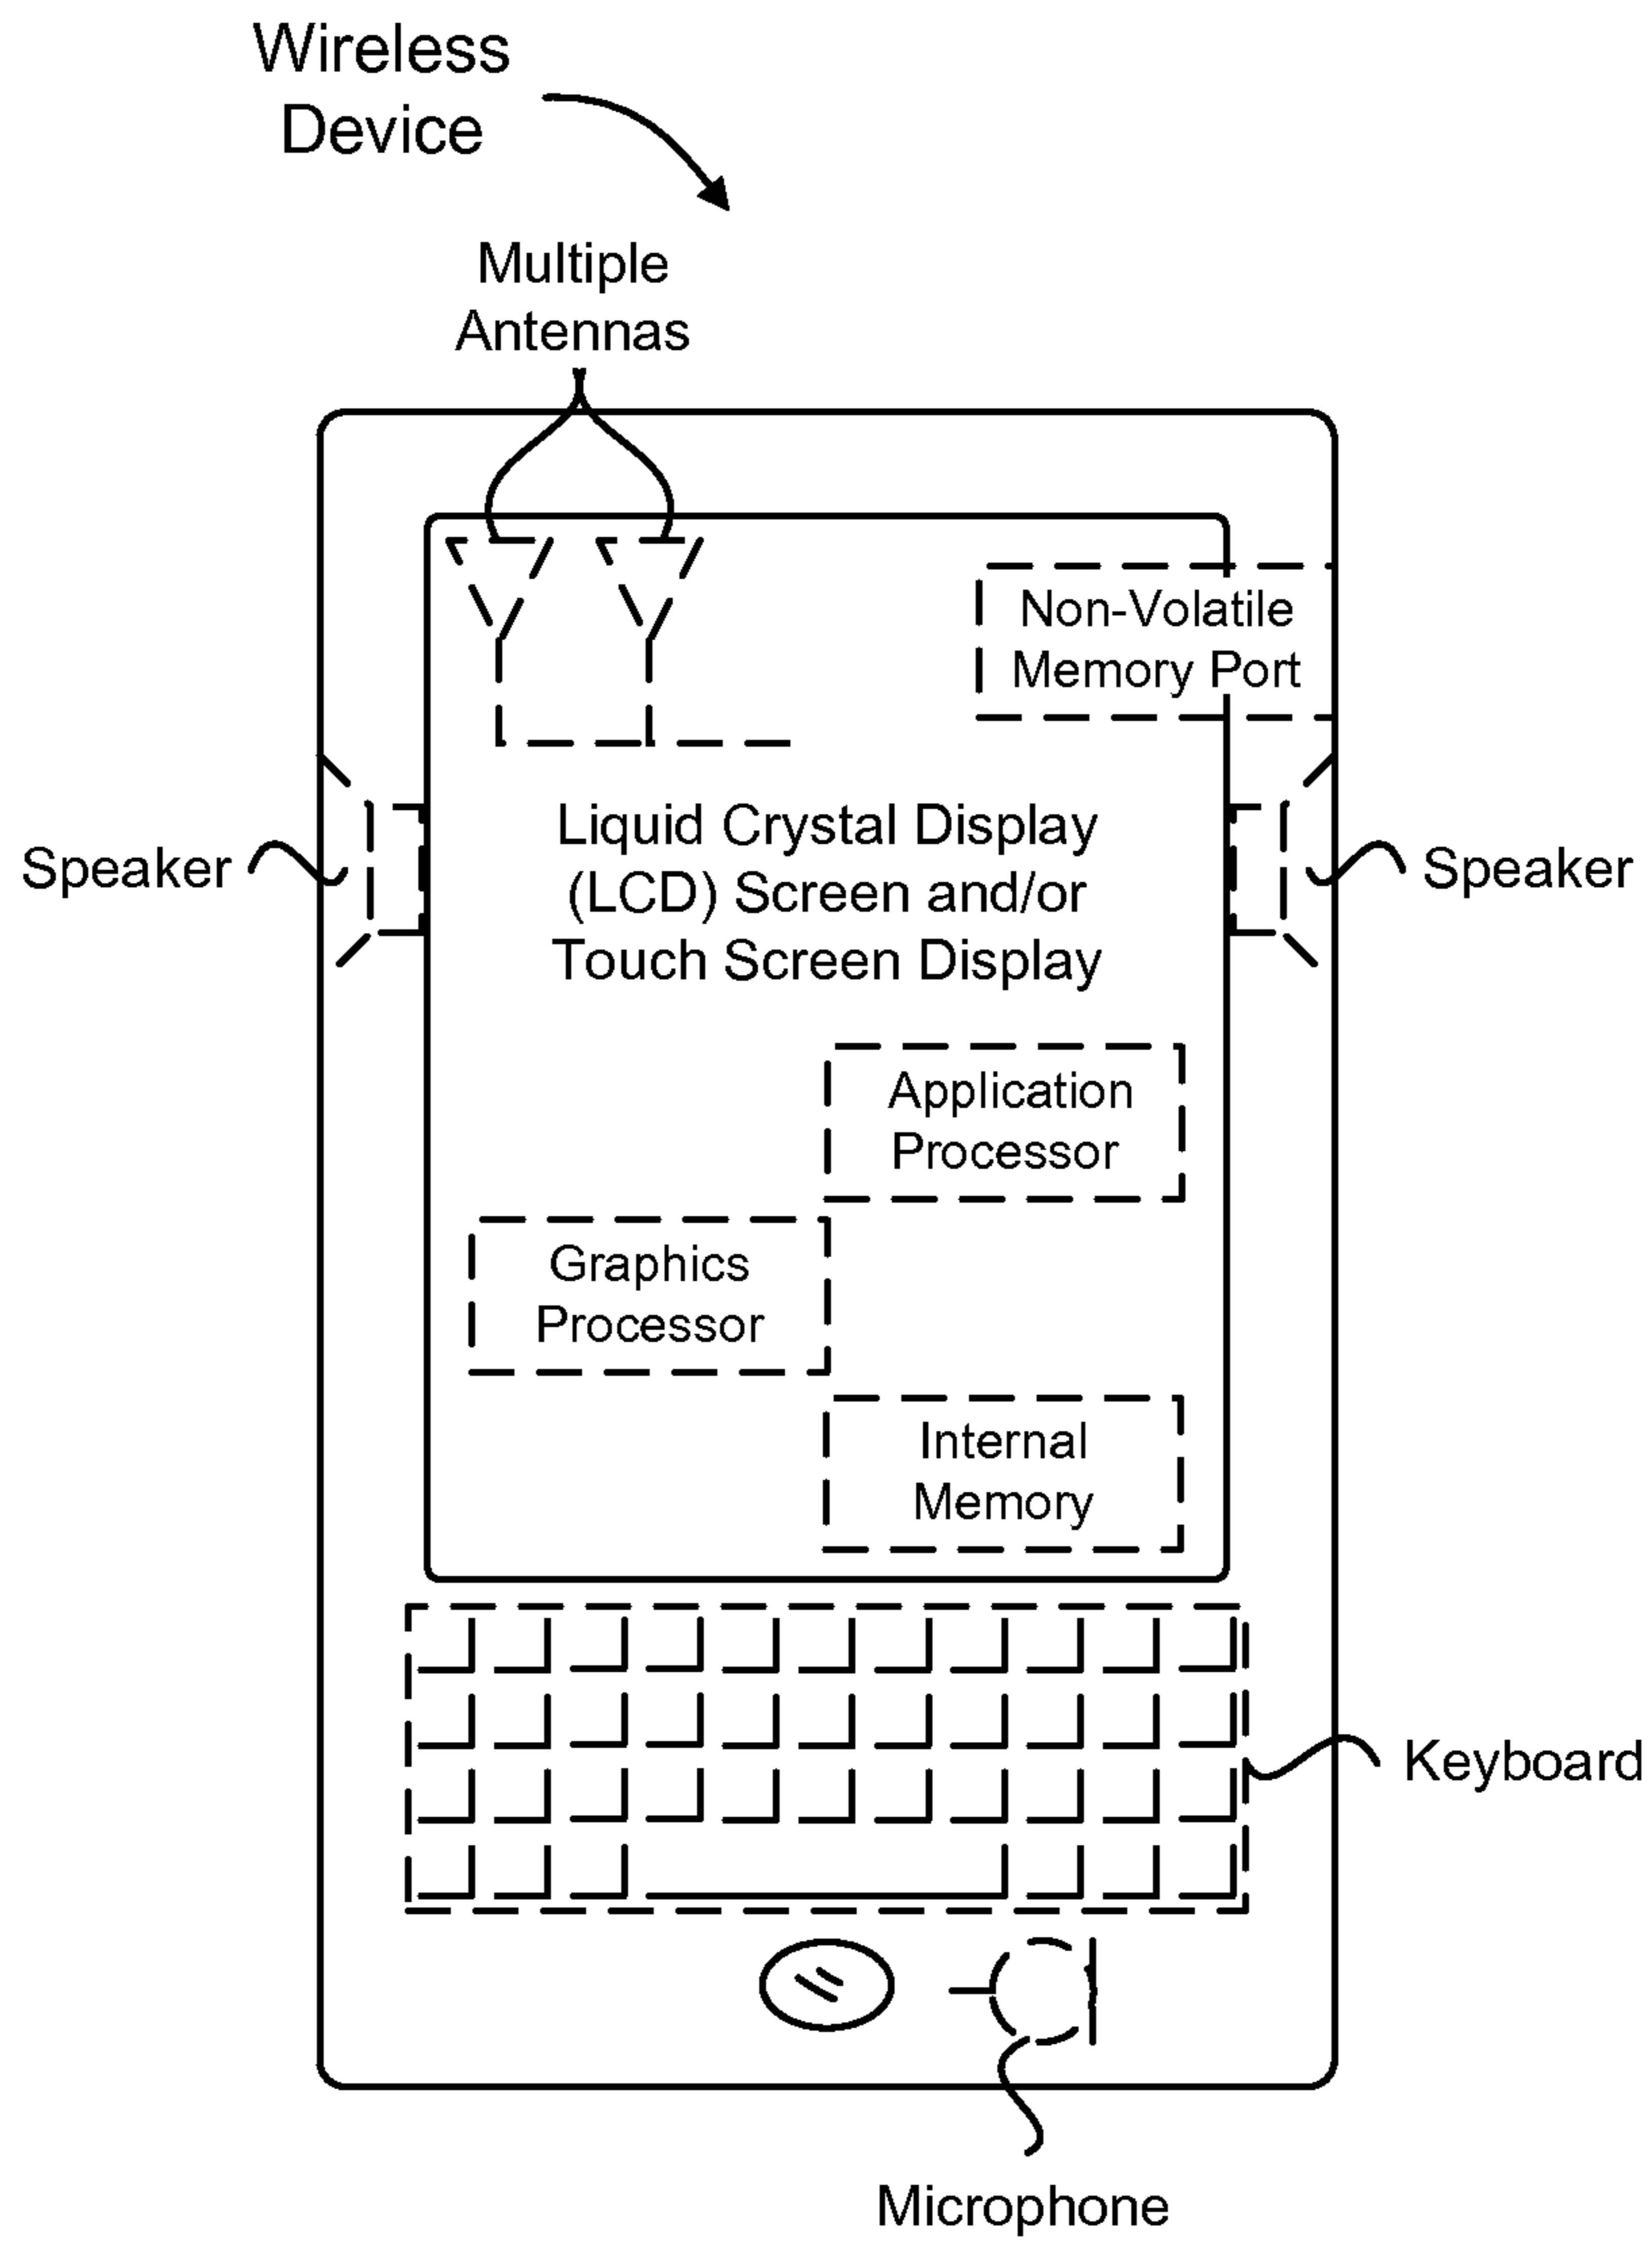 Wireless
Device
Multiple
Antennas
Non-Volatile
Memory Port
Liquid Crystal Display
(LCD) Screen and/or
Touch Screen Display
Speaker
Speaker
Application
Processor
Graphics
Processor
Internal
Memory
Keyboard
Microphone